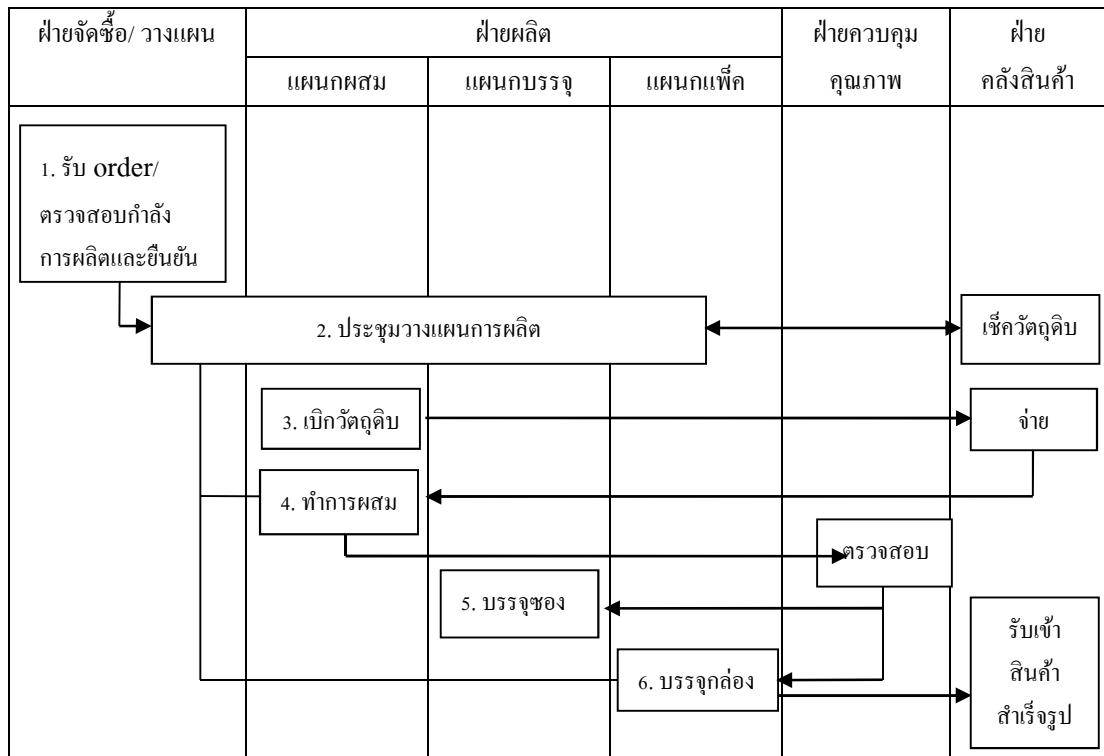 ฝ่ายจัดซื้อ/ วางแผน
ฝ่ายผลิต
ฝ่ายควบคุม
คุณภาพ
ฝ่าย
คลังสินค้า
แผนกผสม
แผนกบรรจุ
แผนกแพ็ค
1. รับ order/
ตรวจสอบกำลัง
การผลิตและยืนยัน
2. ประชุมวางแผนการผลิต
เช็ควัตถุดิบ
3. เบิกวัตถุดิบ
จ่าย
4. ทำการผสม
ตรวจสอบ
5. บรรจุซอง
6. บรรจุกล่อง
รับเข้า
สินค้า
สำเร็จรูป